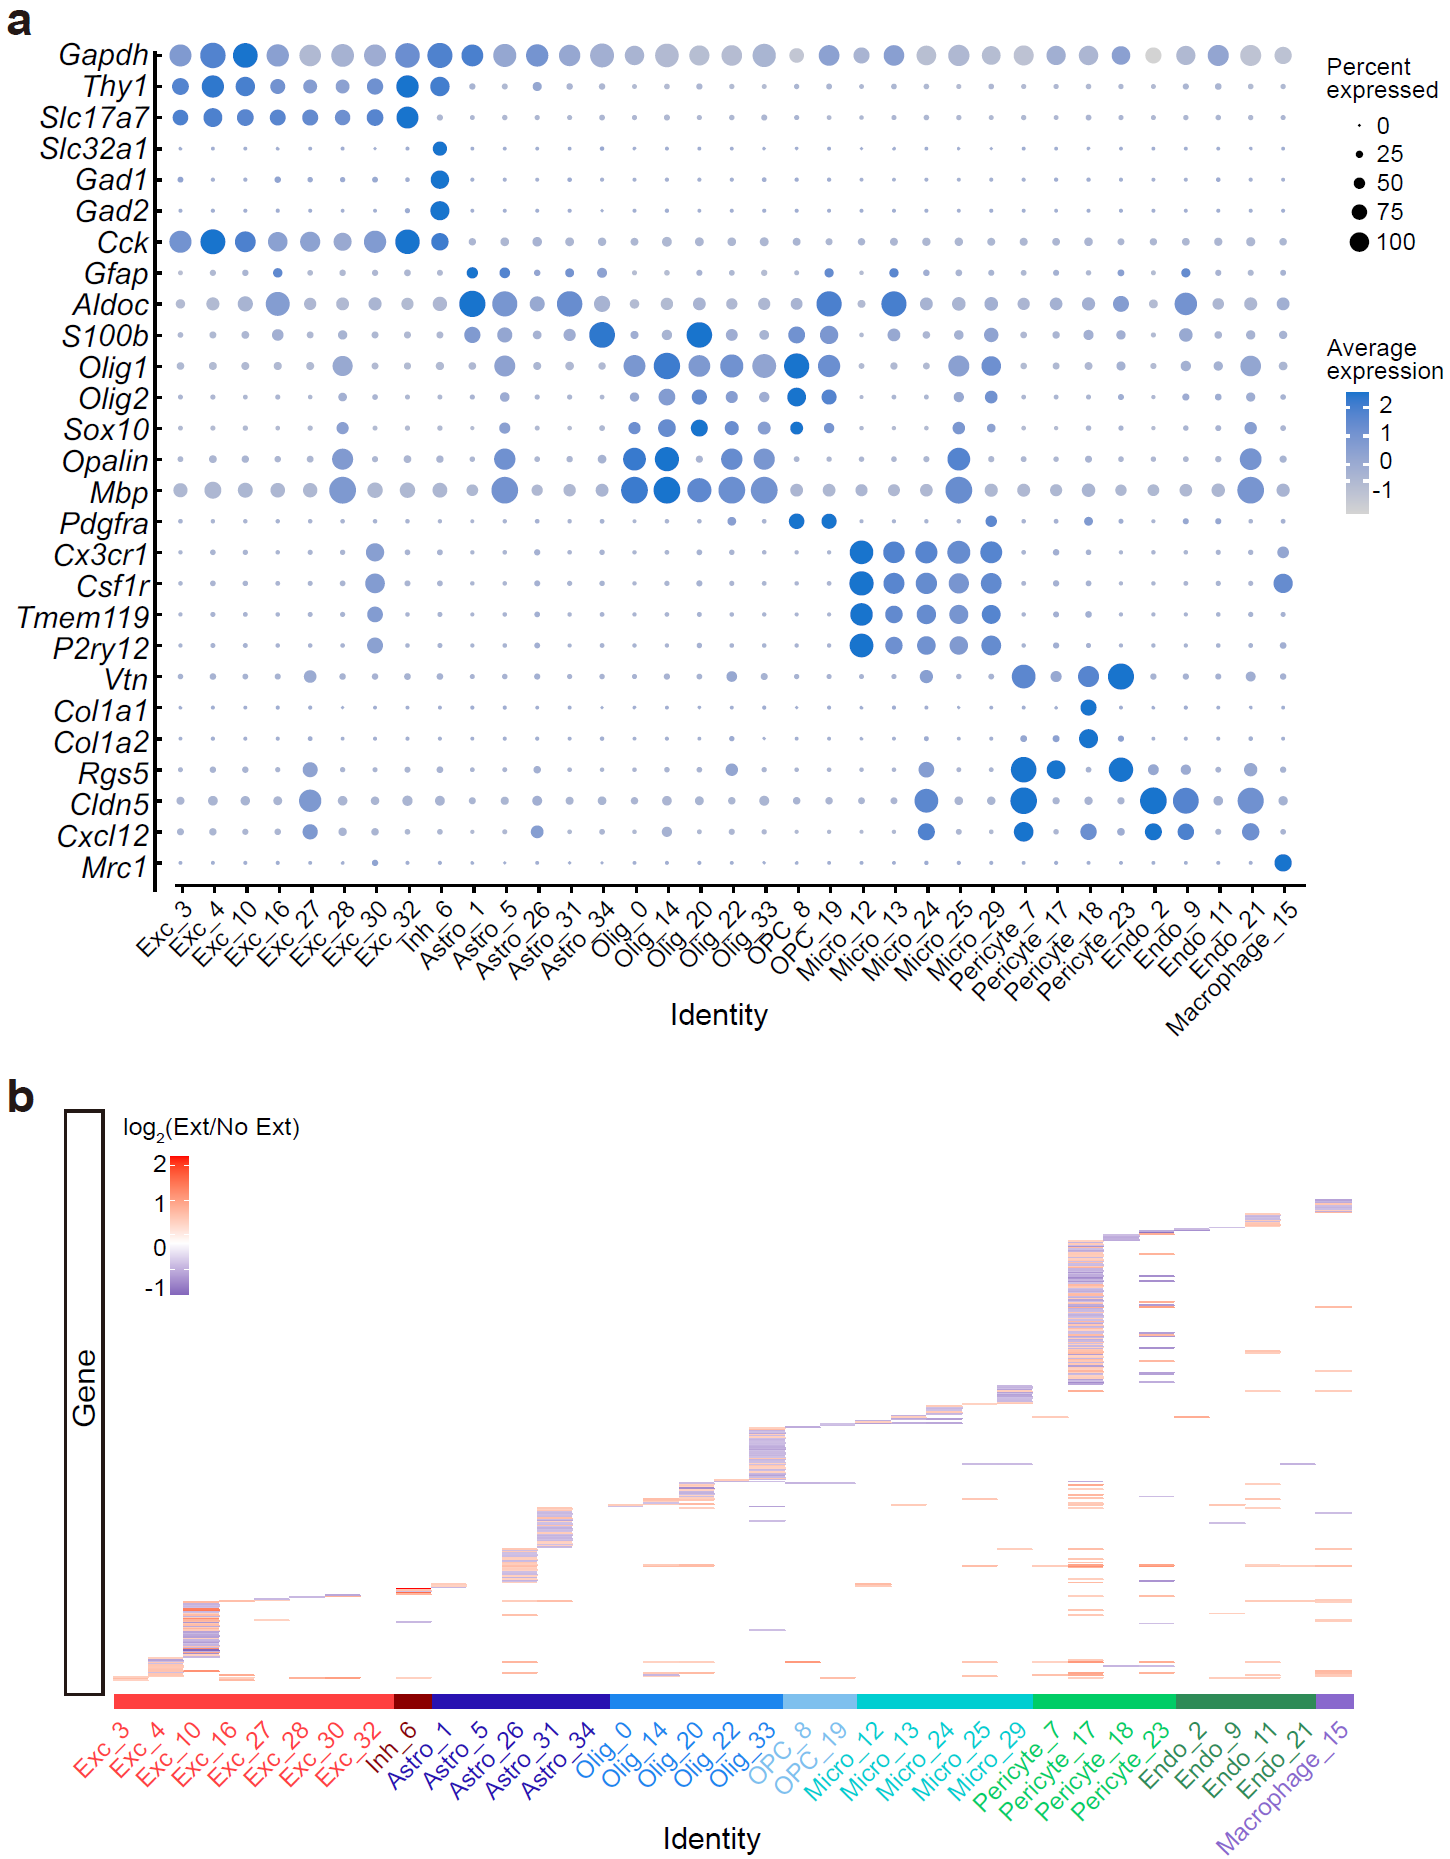 a
Gapdh
Thy1
Slc17a7
Slc32a1
Gad1
Gad2
Cck
Gfap
Aldoc
S100b
Olig1
Olig2
Sox10
Opalin
Mbp
Pdgfra
Cx3cr1
Csf1r
Tmem119
P2ry12
Vtn
Col1a1
Col1a2
Rgs5
Cldn5
Cxcl12
Mrc1
Percent
expressed
0
25
50
75
100
Average
expression
2
1
0
-1
Exc_3
Exc_4
Exc_10
Exc_16
Exc_27
Exc_28
Exc_30
Exc_32
Inh_6
Astro_1
Astro_5
Astro_26
Astro_31
Astro_34
Olig_0
Olig_14
Olig_20
Olig_22
Olig_33
OPC_8
OPC_19
Micro_12
Micro_13
Micro_24
Micro_25
Micro_29
Pericyte_7
Pericyte_17
Pericyte_18
Pericyte_23
Endo_2
Endo_9
Endo_11
Endo_21
Macrophage_15
Identity
b
log2(Ext/No Ext)
2
1
0
-1
Gene
Exc_3
Exc_4
Exc_10
Exc_16
Exc_27
Exc_28
Exc_30
Exc_32
Inh_6
Astro_1
Astro_5
Astro_26
Astro_31
Astro_34
Olig_0
Olig_14
Olig_20
Olig_22
Olig_33
OPC_8
OPC_19
Micro_12
Micro_13
Micro_24
Micro_25
Micro_29
Pericyte_7
Pericyte_17
Pericyte_18
Pericyte_23
Endo_2
Endo_9
Endo_11
Endo_21
Macrophage_15
Identity